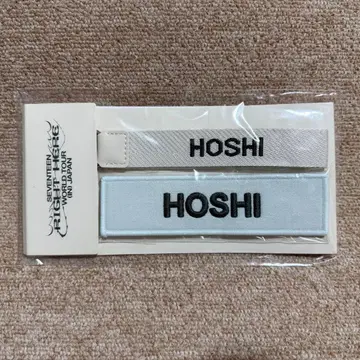 SEVENTEEN
RIGHT HERE
WORLD TOUR
IN JAPAN
HOSHI
HOSHI